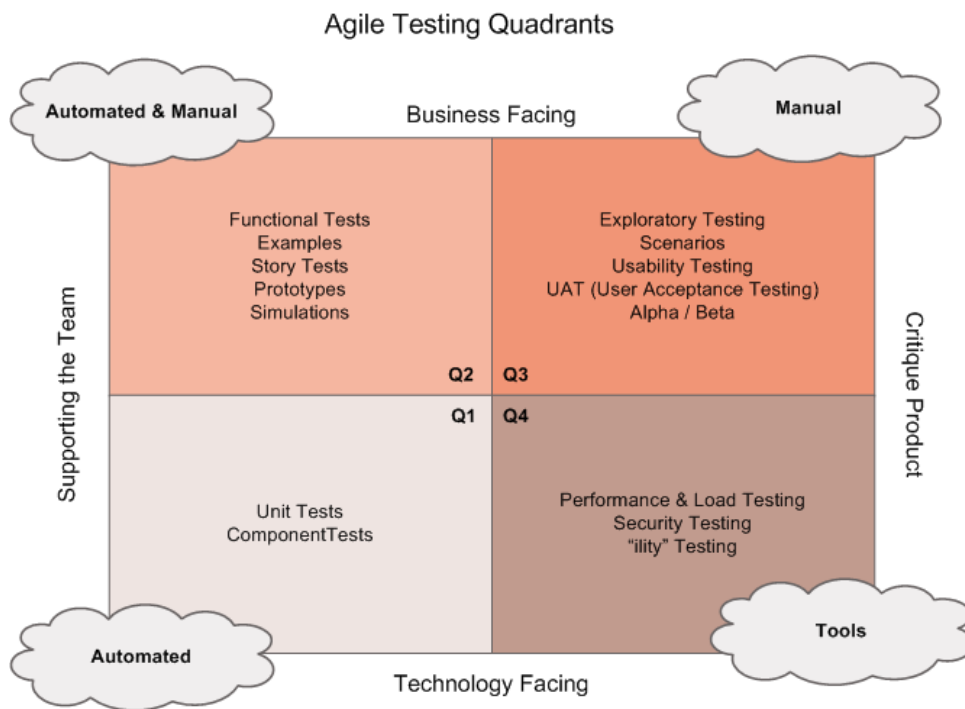 Agile Testing Quadrants
Automated & Manual
Business Facing
Manual
Functional Tests
Examples
Story Tests
Prototypes
Simulations
Exploratory Testing
Scenarios
Usability Testing
UAT (User Acceptance Testing)
Alpha / Beta
Supporting the Team
Critique Product
Q2
Q3
Q1
Q4
Unit Tests
ComponentTests
Performance & Load Testing
Security Testing
“ility” Testing
Automated
Tools
Technology Facing